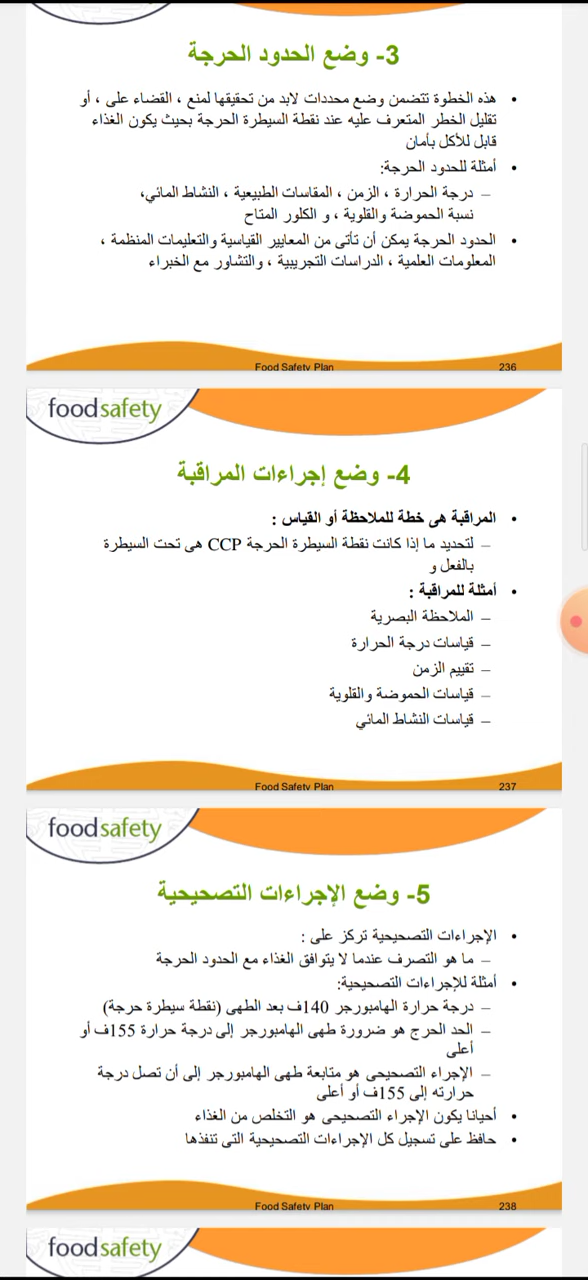 3- وضع الحدود الحرجة
• هذه الخطوة تتضمن وضع محددات لابد من تحقيقها لمنع ، القضاء على ، أو
تقليل الخطر المتعرف عليه عند نقطة السيطرة الحرجة بحيث يكون الغذاء
قابل للأكل بأمان
• أمثلة للحدود الحرجة:
– درجة الحرارة ، الزمن ، المقاسات الطبيعية ، النشاط المائي،
نسبة الحموضة والقلوية ، و الكلور المتاح
• الحدود الحرجة يمكن أن تأتى من المعايير القياسية والتعليمات المنظمة ،
المعلومات العلمية ، الدراسات التجريبية ، والتشاور مع الخبراء
Food Safety Plan 236
foodsafety
4- وضع إجراءات المراقبة
• المراقبة هى خطة للملاحظة أو القياس :
– لتحديد ما إذا كانت نقطة السيطرة الحرجة CCP هى تحت السيطرة
بالفعل و
• أمثلة للمراقبة :
– الملاحظة البصرية
– قياسات درجة الحرارة
– تقييم الزمن
– قياسات الحموضة والقلوية
– قياسات النشاط المائي
Food Safety Plan 237
foodsafety
5- وضع الإجراءات التصحيحية
• الإجراءات التصحيحية تركز على :
– ما هو التصرف عندما لا يتوافق الغذاء مع الحدود الحرجة
• أمثلة للإجراءات التصحيحية:
– درجة حرارة الهامبورجر 140ف بعد الطهى (نقطة سيطرة حرجة)
– الحد الحرج هو ضرورة طهى الهامبورجر إلى درجة حرارة 155ف أو
أعلى
– الإجراء التصحيحى هو متابعة طهى الهامبورجر إلى أن تصل درجة
حرارته إلى 155ف أو أعلى
• أحيانا يكون الإجراء التصحيحى هو التخلص من الغذاء
• حافظ على تسجيل كل الإجراءات التصحيحية التى تنفذها
Food Safety Plan 238
foodsafety